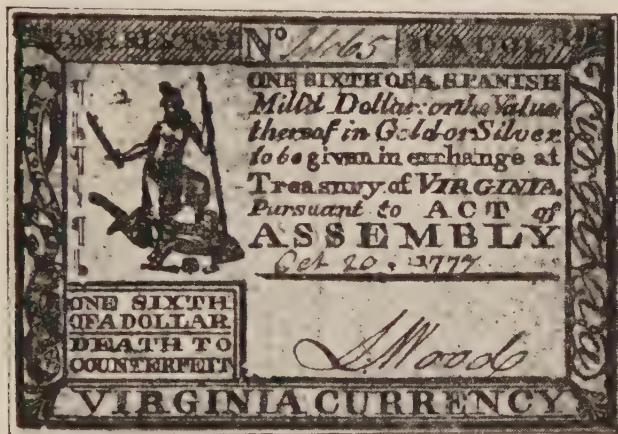 No
ONE SIXTH OF A SPANISH
Mill'd Dollar or the Value
thereof in Gold or Silver
to be given in exchange at
Treasury of VIRGINIA.
Pursuant to ACT of
ASSEMBLY
Oct 20. 1777
ONE SIXTH
OF A DOLLAR
DEATH TO
COUNTERFEIT
Wood
VIRGINIA CURRENCY